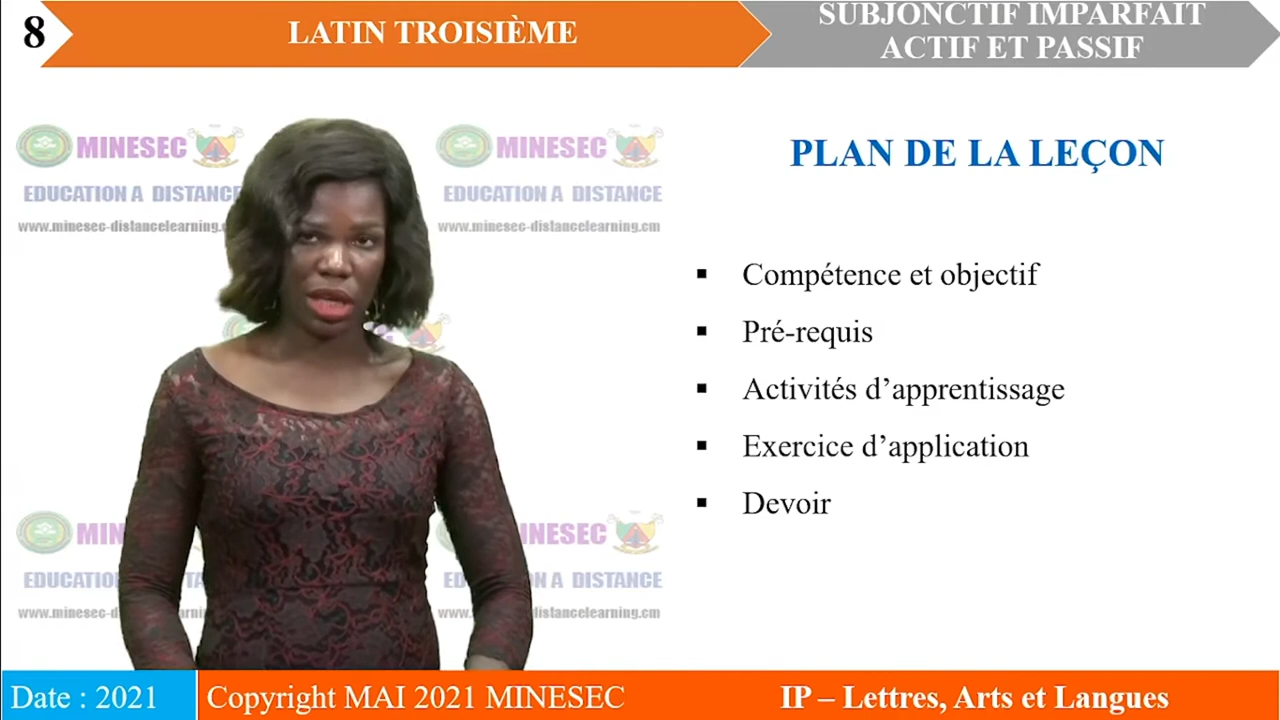 8
LATIN TROISIÈME
SUBJONCTIF IMPARFAIT
ACTIF ET PASSIF
MINESEC
EDUCATION A DISTANCE
www.minesec-distancelearning.
MINESEC
EDUCATION A DISTANCE
www.minesec-distancelearning.cm
PLAN DE LA LEÇON
▪ Compétence et objectif
▪ Pré-requis
▪ Activités d’apprentissage
▪ Exercice d’application
▪ Devoir
Date : 2021
Copyright MAI 2021 MINESEC
IP – Lettres, Arts et Langues